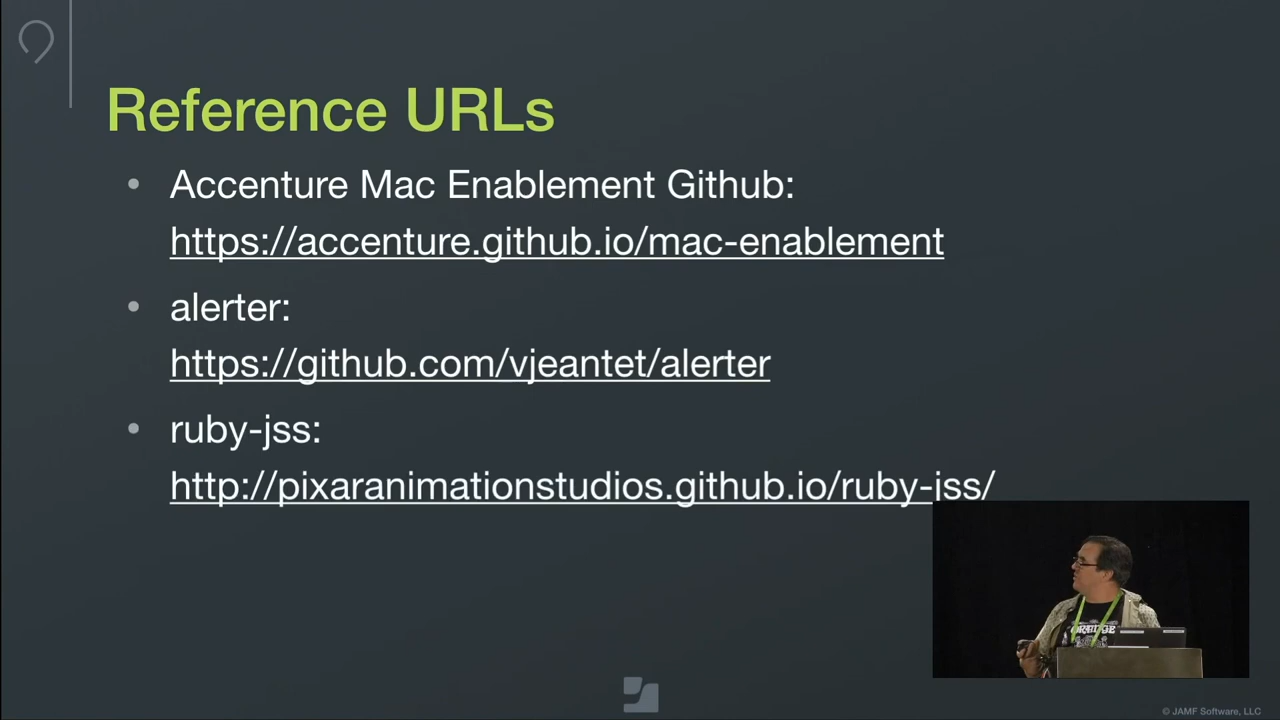 Reference URLs
• Accenture Mac Enablement Github:
https://accenture.github.io/mac-enablement
• alerter:
https://github.com/vjeantet/alerter
• ruby-jss:
http://pixaranimationstudios.github.io/ruby-jss/
© JAMF Software, LLC